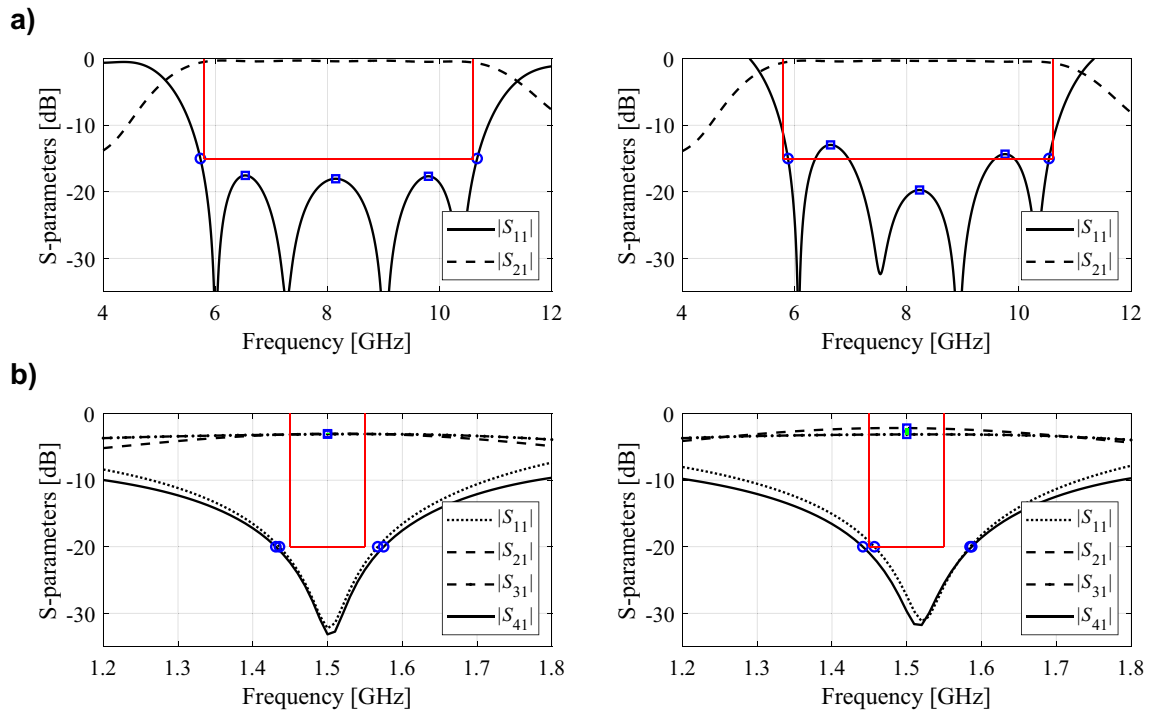 a)
0
-10
-20
-30
S-parameters [dB]
4
6
8
10
12
Frequency [GHz]
|S11|
|S21|
0
-10
-20
-30
S-parameters [dB]
4
6
8
10
12
Frequency [GHz]
|S11|
|S21|
b)
0
-10
-20
-30
S-parameters [dB]
1.2
1.3
1.4
1.5
1.6
1.7
1.8
Frequency [GHz]
|S11|
|S21|
|S31|
|S41|
0
-10
-20
-30
S-parameters [dB]
1.2
1.3
1.4
1.5
1.6
1.7
1.8
Frequency [GHz]
|S11|
|S21|
|S31|
|S41|